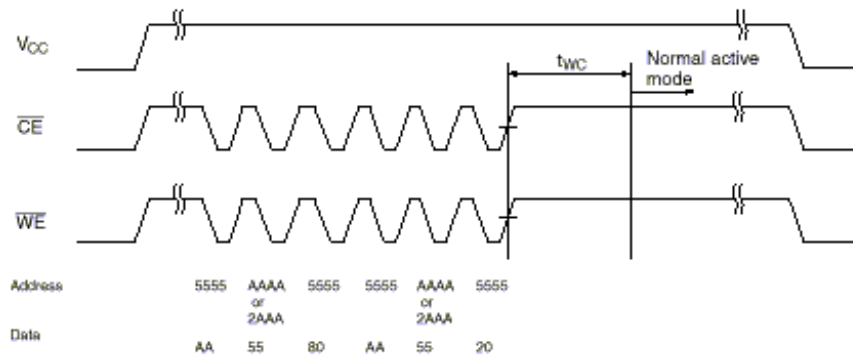 VCC
tWC
Normal active
mode
CE
WE
Address 5555 AAAA 5555 5555 AAAA 5555
or or
2AAA 2AAA
Data
AA 55 80 AA 55 20